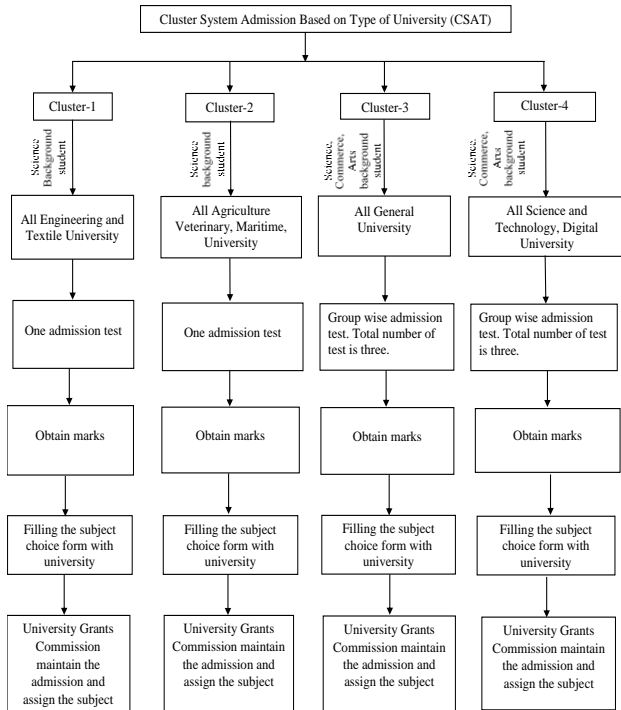 Cluster System Admission Based on Type of University (CSAT)
Cluster-1
Cluster-2
Cluster-3
Cluster-4
Science
Background
student
Science
background
student
Science,
Commerce,
Arts
background
student
Science,
Commerce,
Arts
background
student
All Engineering and
Textile University
All Agriculture
Veterinary, Maritime,
University
All General
University
All Science and
Technology, Digital
University
One admission test
One admission test
Group wise admission
test. Total number of
test is three.
Group wise admission
test. Total number of test
is three.
Obtain marks
Obtain marks
Obtain marks
Obtain marks
Filling the subject
choice form with
university
Filling the subject
choice form with
university
Filling the subject
choice form with
university
Filling the subject
choice form with
university
University Grants
Commission
maintain the
admission and
assign the subject
University Grants
Commission maintain
the admission and
assign the subject
University Grants
Commission maintain
the admission and
assign the subject
University Grants
Commission maintain
the admission and
assign the subject